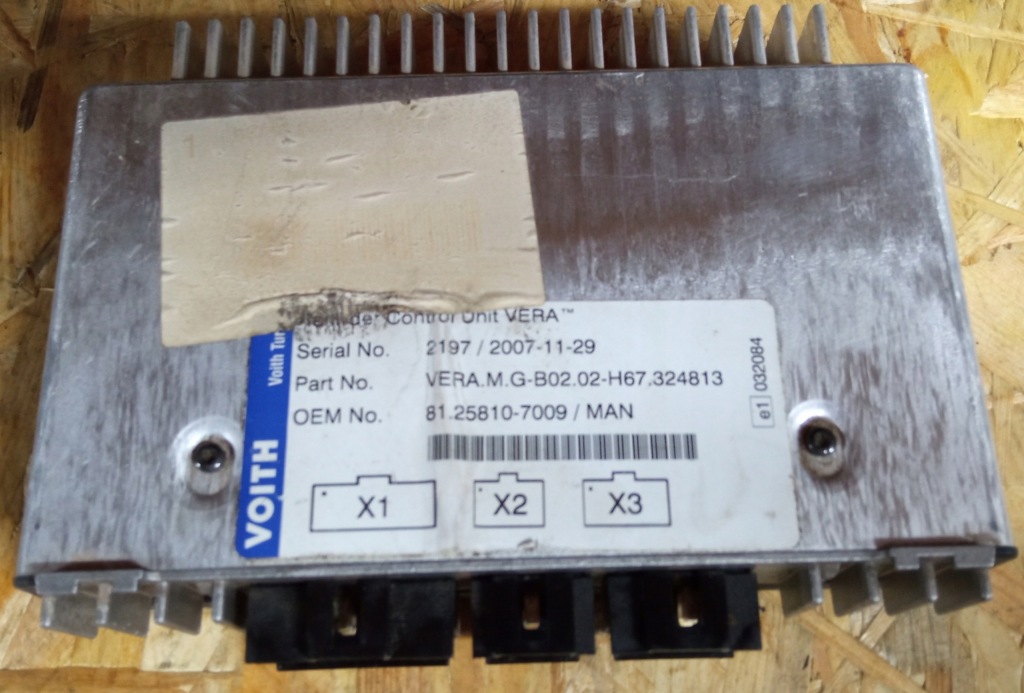 Control Unit VERA™
Serial No. 2197 / 2007-11-29
Part No. VERA.M.G-B02.02-H67.324813
OEM No. 81.25810-7009 / MAN
X1 X2 X3
VOITH
Voith
e1 032084